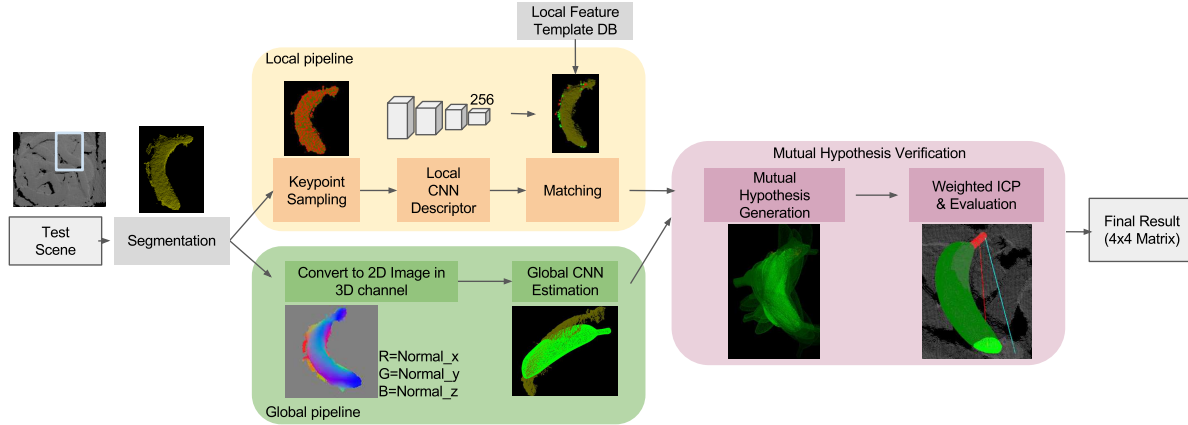 Local Feature
Template DB
Local pipeline
256
Keypoint
Sampling
Local
CNN
Descriptor
Matching
Test
Scene
Segmentation
Convert to 2D Image in
3D channel
Global CNN
Estimation
R=Normal_x
G=Normal_y
B=Normal_z
Global pipeline
Mutual Hypothesis Verification
Mutual
Hypothesis
Generation
Weighted ICP
& Evaluation
Final Result
(4x4 Matrix)